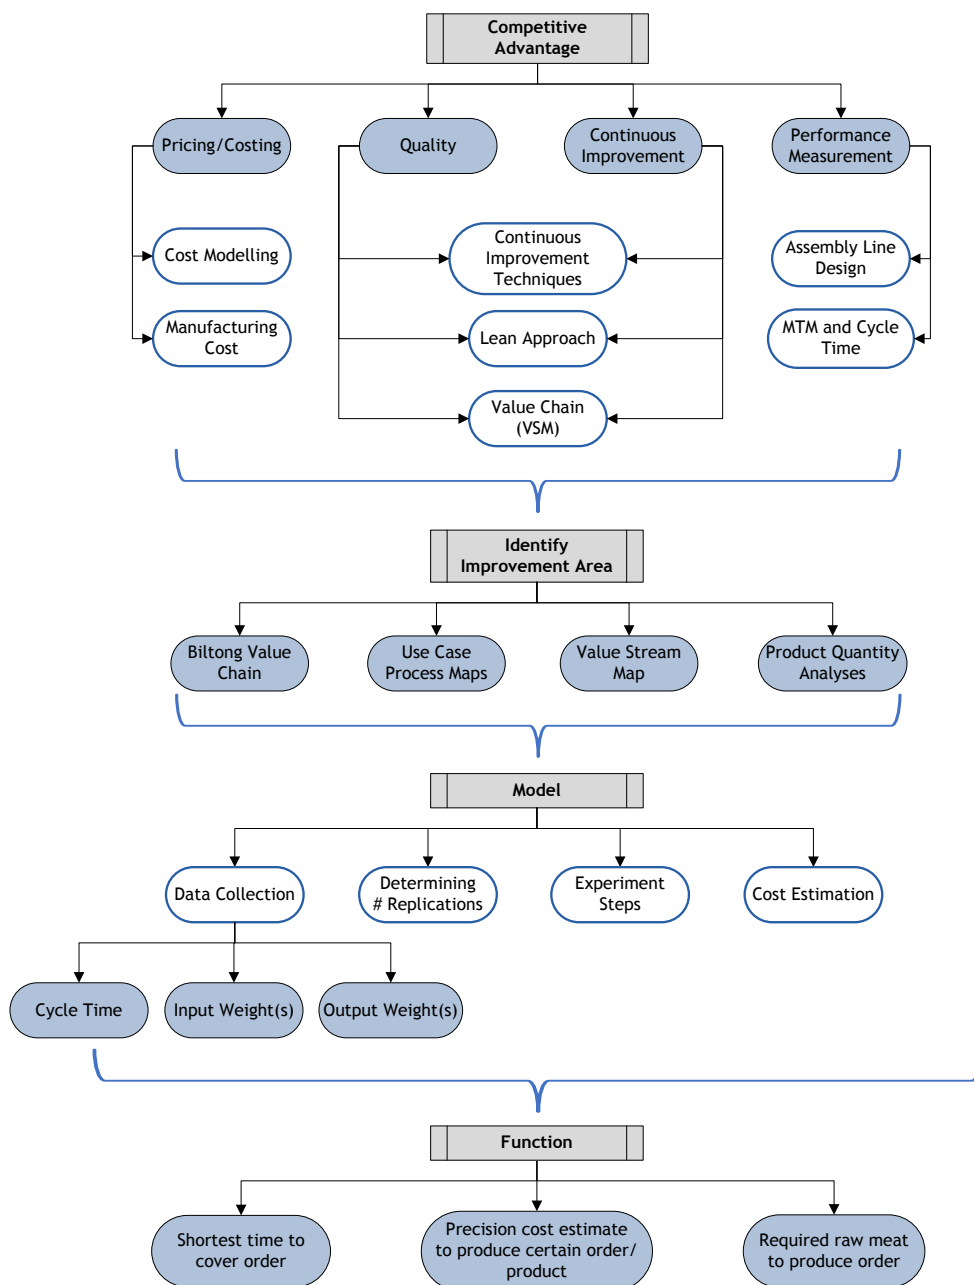 Competitive
Advantage
Pricing/Costing
Quality
Continuous
Improvement
Performance
Measurement
Cost Modelling
Continuous
Improvement
Techniques
Assembly Line
Design
Manufacturing
Cost
Lean Approach
MTM and Cycle
Time
Value Chain
(VSM)
Identify
Improvement Area
Biltong Value
Chain
Use Case
Process Maps
Value Stream
Map
Product Quantity
Analyses
Model
Data Collection
Determining
# Replications
Experiment
Steps
Cost Estimation
Cycle Time
Input Weight(s)
Output Weight(s)
Function
Shortest time to
cover order
Precision cost estimate
to produce certain order/
product
Required raw meat
to produce order